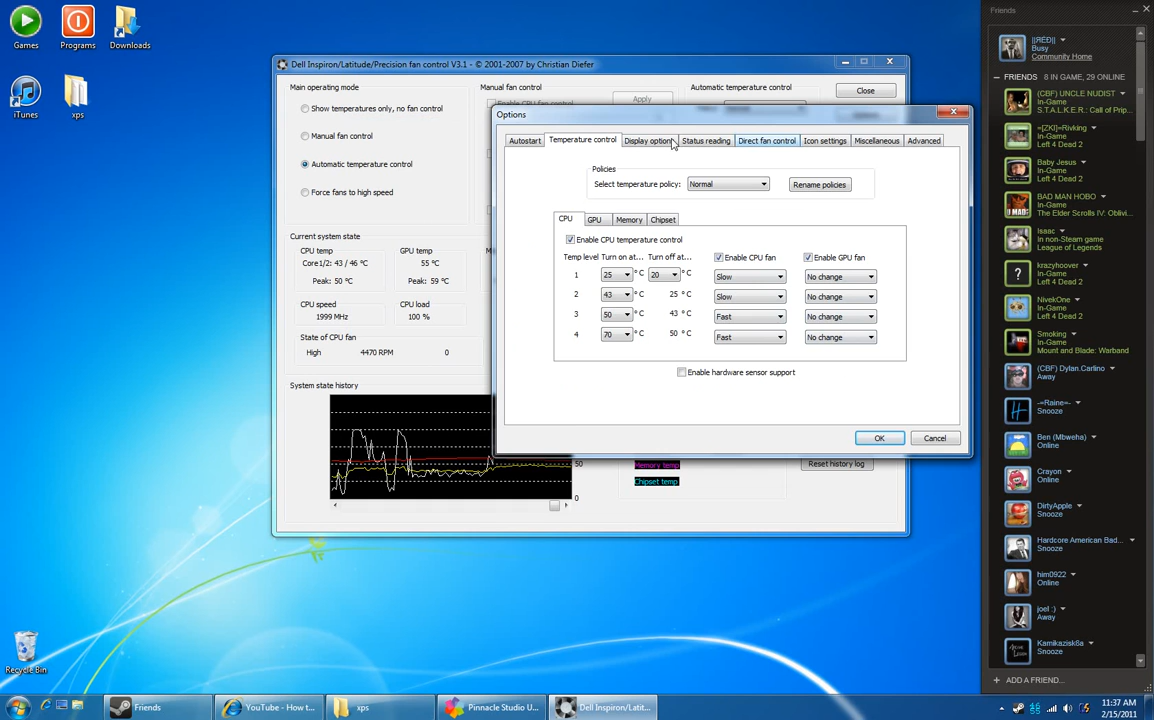 Games
Programs
Downloads
iTunes
xps
Recycle Bin
Dell Inspiron/Latitude/Precision fan control V3.1 - © 2001-2007 by Christian Diefer
Main operating mode
Show temperatures only, no fan control
Manual fan control
Automatic temperature control
Force fans to high speed
Manual fan control
Apply
Automatic temperature control
Close
Current system state
CPU temp
GPU temp
Core1/2: 43 / 46 °C
55 °C
Peak: 50 °C
Peak: 59 °C
CPU speed
CPU load
1999 MHz
100 %
State of CPU fan
High
4470 RPM
0
System state history
50
0
Memory temp
Chipset temp
Reset history log
Options
Autostart
Temperature control
Display options
Status reading
Direct fan control
Icon settings
Miscellaneous
Advanced
Policies
Select temperature policy:
Normal
Rename policies
CPU
GPU
Memory
Chipset
Enable CPU temperature control
Temp level
Turn on at...
Turn off at...
Enable CPU fan
Enable GPU fan
1 25 °C 20 °C Slow No change
2 43 °C 25 °C Slow No change
3 50 °C 43 °C Fast No change
4 70 °C 50 °C Fast No change
Enable hardware sensor support
OK
Cancel
Friends
||ЯЄÐ||
Busy
Community Home
FRIENDS 8 IN GAME, 29 ONLINE
(CBF) UNCLE NUDIST
In-Game
S.T.A.L.K.E.R.: Call of Prip...
=[ZKI]=Rivking
In-Game
Left 4 Dead 2
Baby Jesus
In-Game
Left 4 Dead 2
BAD MAN HOBO
In-Game
The Elder Scrolls IV: Oblivi...
Isaac
In non-Steam game
League of Legends
krazyhoover
In-Game
Left 4 Dead 2
NivekOne
In-Game
Left 4 Dead 2
Smoking
In-Game
Mount and Blade: Warband
(CBF) Dylan.Carlino
Away
-=Raine=-
Snooze
Ben (Mbweha)
Online
Crayon
Online
DirtyApple
Snooze
Hardcore American Bad...
Snooze
him0922
Online
joel :)
Away
Kamikazisk8a
Snooze
ADD A FRIEND...
Friends
YouTube - How t...
xps
Pinnacle Studio U...
Dell Inspiron/Latit...
11:37 AM
2/15/2011